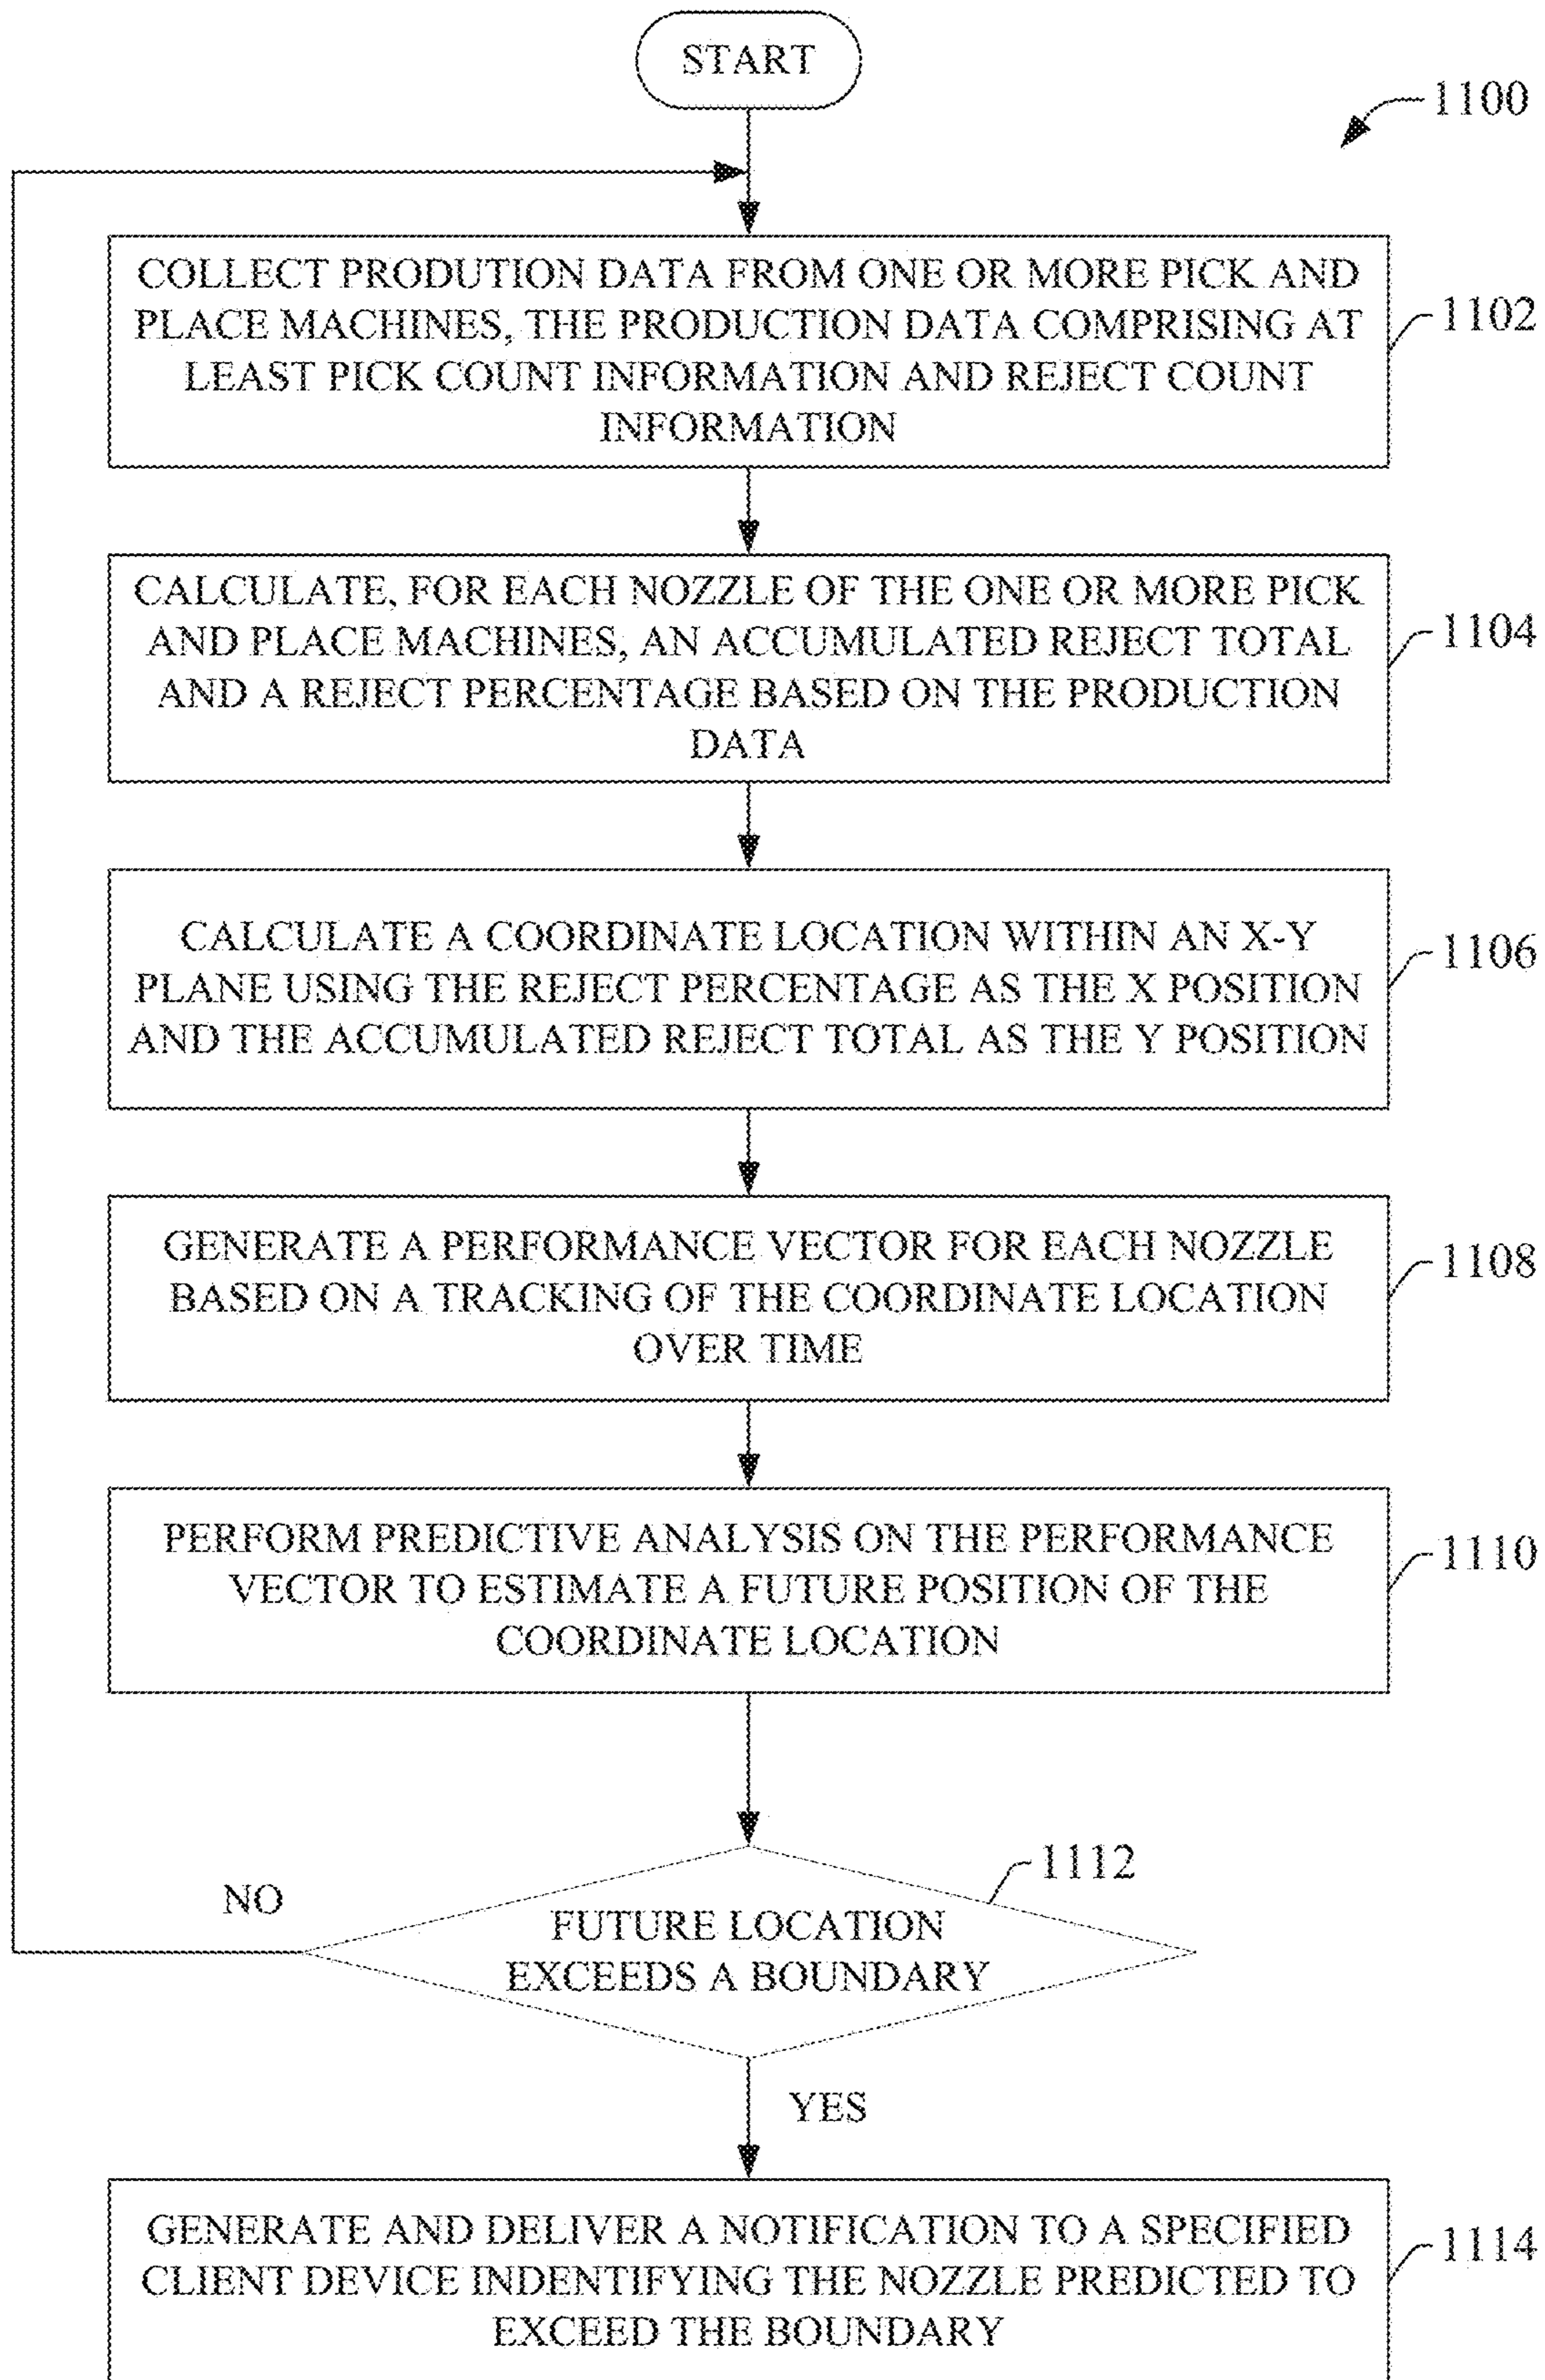 START
1100
COLLECT PRODUTION DATA FROM ONE OR MORE PICK AND
PLACE MACHINES, THE PRODUCTION DATA COMPRISING AT
LEAST PICK COUNT INFORMATION AND REJECT COUNT
INFORMATION
1102
CALCULATE, FOR EACH NOZZLE OF THE ONE OR MORE PICK
AND PLACE MACHINES, AN ACCUMULATED REJECT TOTAL
AND A REJECT PERCENTAGE BASED ON THE PRODUCTION
DATA
1104
CALCULATE A COORDINATE LOCATION WITHIN AN X-Y
PLANE USING THE REJECT PERCENTAGE AS THE X POSITION
AND THE ACCUMULATED REJECT TOTAL AS THE Y POSITION
1106
GENERATE A PERFORMANCE VECTOR FOR EACH NOZZLE
BASED ON A TRACKING OF THE COORDINATE LOCATION
OVER TIME
1108
PERFORM PREDICTIVE ANALYSIS ON THE PERFORMANCE
VECTOR TO ESTIMATE A FUTURE POSITION OF THE
COORDINATE LOCATION
1110
1112
NO
FUTURE LOCATION
EXCEEDS A BOUNDARY
YES
GENERATE AND DELIVER A NOTIFICATION TO A SPECIFIED
CLIENT DEVICE INDENTIFYING THE NOZZLE PREDICTED TO
EXCEED THE BOUNDARY
1114